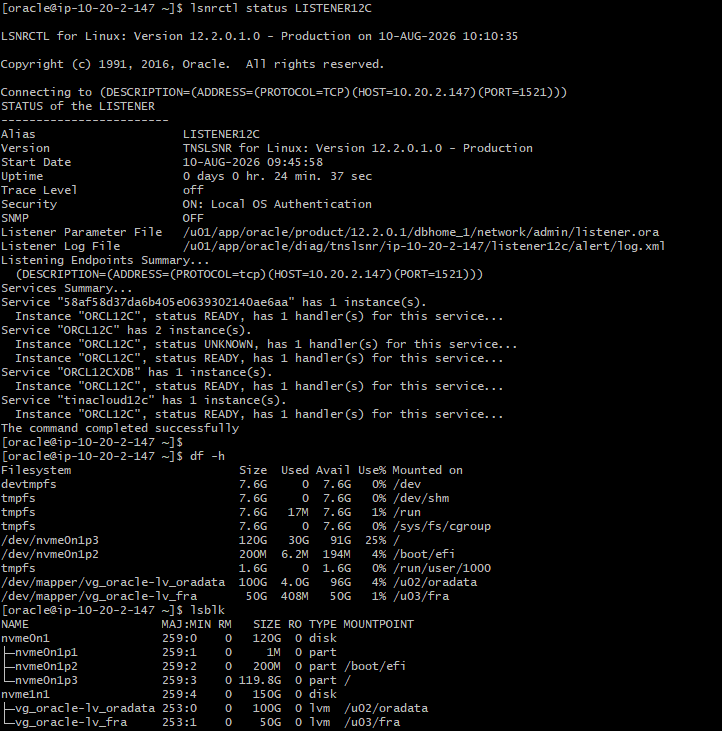 [oracle@ip-10-20-2-147 ~]$ lsnrctl status LISTENER12C

LSNRCTL for Linux: Version 12.2.0.1.0 - Production on 10-AUG-2026 10:10:35

Copyright (c) 1991, 2016, Oracle.  All rights reserved.

Connecting to (DESCRIPTION=(ADDRESS=(PROTOCOL=TCP)(HOST=10.20.2.147)(PORT=1521)))
STATUS of the LISTENER
------------------------
Alias                     LISTENER12C
Version                   TNSLSNR for Linux: Version 12.2.0.1.0 - Production
Start Date                10-AUG-2026 09:45:58
Uptime                    0 days 0 hr. 24 min. 37 sec
Trace Level               off
Security                  ON: Local OS Authentication
SNMP                      OFF
Listener Parameter File   /u01/app/oracle/product/12.2.0.1/dbhome_1/network/admin/listener.ora
Listener Log File         /u01/app/oracle/diag/tnslsnr/ip-10-20-2-147/listener12c/alert/log.xml
Listening Endpoints Summary...
  (DESCRIPTION=(ADDRESS=(PROTOCOL=tcp)(HOST=10.20.2.147)(PORT=1521)))
Services Summary...
Service "58af58d37da6b405e0639302140ae6aa" has 1 instance(s).
  Instance "ORCL12C", status READY, has 1 handler(s) for this service...
Service "ORCL12C" has 2 instance(s).
  Instance "ORCL12C", status UNKNOWN, has 1 handler(s) for this service...
  Instance "ORCL12C", status READY, has 1 handler(s) for this service...
Service "ORCL12CXDB" has 1 instance(s).
  Instance "ORCL12C", status READY, has 1 handler(s) for this service...
Service "tinacloud12c" has 1 instance(s).
  Instance "ORCL12C", status READY, has 1 handler(s) for this service...
The command completed successfully
[oracle@ip-10-20-2-147 ~]$
[oracle@ip-10-20-2-147 ~]$ df -h
Filesystem                        Size  Used Avail Use% Mounted on
devtmpfs                          7.6G     0  7.6G   0% /dev
tmpfs                             7.6G     0  7.6G   0% /dev/shm
tmpfs                             7.6G   17M  7.6G   1% /run
tmpfs                             7.6G     0  7.6G   0% /sys/fs/cgroup
/dev/nvme0n1p3                    120G   30G   91G  25% /
/dev/nvme0n1p2                    200M  6.2M  194M   4% /boot/efi
tmpfs                             1.6G     0  1.6G   0% /run/user/1000
/dev/mapper/vg_oracle-lv_oradata  100G  4.0G   96G   4% /u02/oradata
/dev/mapper/vg_oracle-lv_fra       50G  408M   50G   1% /u03/fra
[oracle@ip-10-20-2-147 ~]$ lsblk
NAME                   MAJ:MIN RM   SIZE RO TYPE MOUNTPOINT
nvme0n1                259:0    0   120G  0 disk
├─nvme0n1p1            259:1    0     1M  0 part
├─nvme0n1p2            259:2    0   200M  0 part /boot/efi
└─nvme0n1p3            259:3    0 119.8G  0 part /
nvme1n1                259:4    0   150G  0 disk
├─vg_oracle-lv_oradata 253:0    0   100G  0 lvm  /u02/oradata
└─vg_oracle-lv_fra     253:1    0    50G  0 lvm  /u03/fra